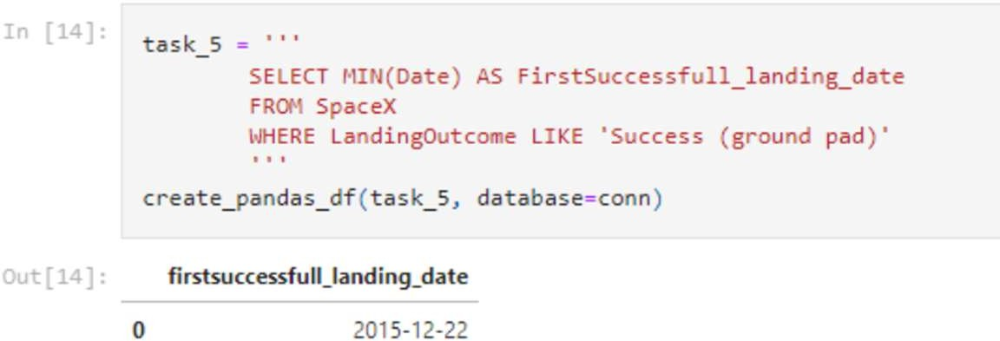 In [14]:
task_5 = '''
SELECT MIN(Date) AS FirstSuccessfull_landing_date
FROM SpaceX
WHERE LandingOutcome LIKE 'Success (ground pad)'
'''
create_pandas_df(task_5, database=conn)
Out[14]:
firstsuccessfull_landing_date
0 2015-12-22